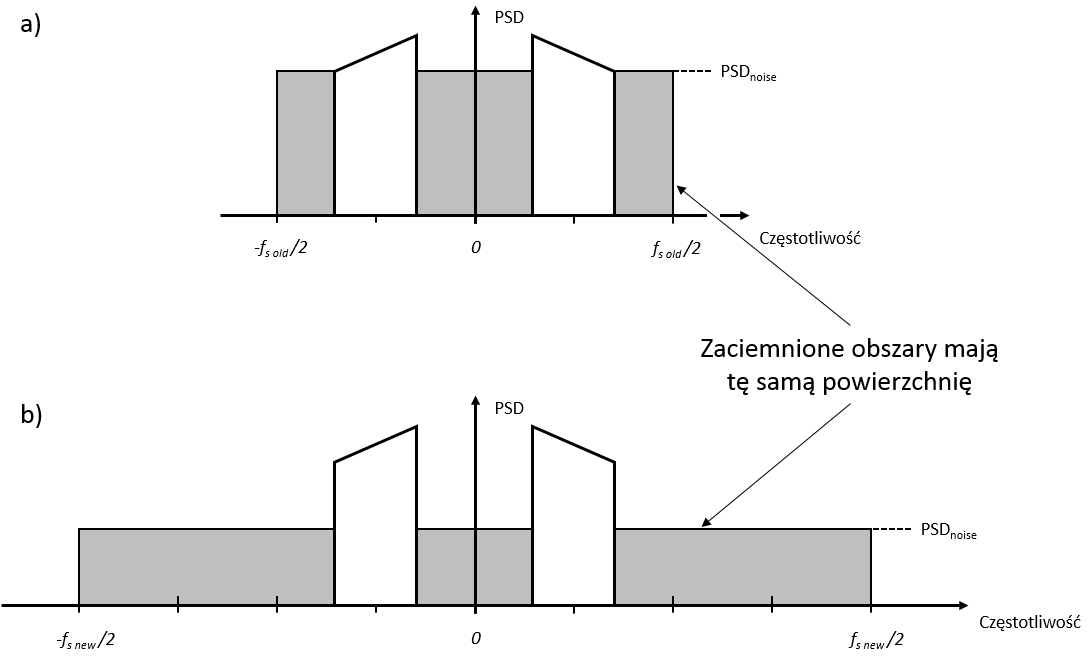 a)
PSD
PSDnoise
-fs old/2
0
fs old/2
Częstotliwość
Zaciemnione obszary mają
tę samą powierzchnię
b)
PSD
PSDnoise
-fs new/2
0
fs new/2
Częstotliwość